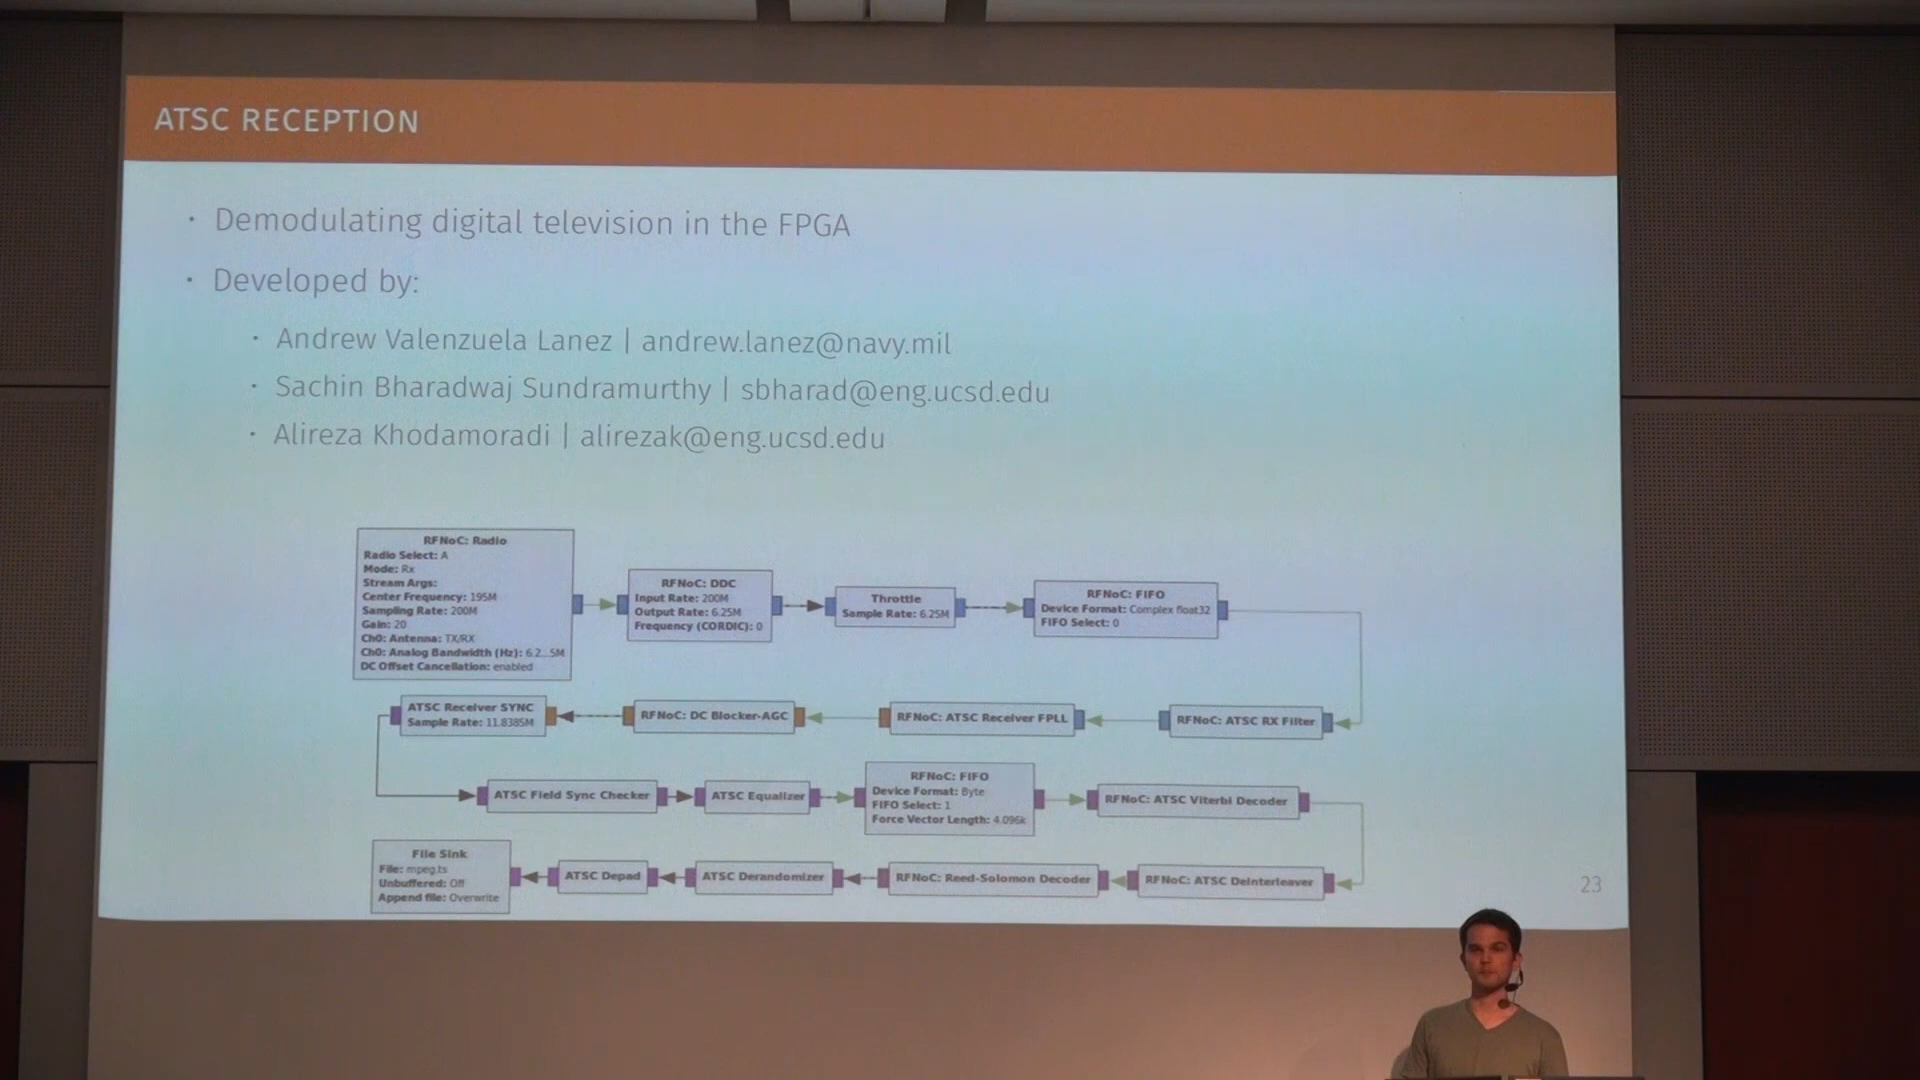 ATSC RECEPTION
· Demodulating digital television in the FPGA
· Developed by:
· Andrew Valenzuela Lanez | andrew.lanez@navy.mil
· Sachin Bharadwaj Sundramurthy | sbharad@eng.ucsd.edu
· Alireza Khodamoradi | alirezak@eng.ucsd.edu
RFNoC: Radio
Radio Select: A
Mode: Rx
Stream Args:
Center Frequency: 195M
Sampling Rate: 200M
Gain: 20
Ch0: Antenna: TX/RX
Ch0: Analog Bandwidth (Hz): 6.2...5M
DC Offset Cancellation: enabled
RFNoC: DDC
Input Rate: 200M
Output Rate: 6.25M
Frequency (CORDIC): 0
Throttle
Sample Rate: 6.25M
RFNoC: FIFO
Device Format: Complex float32
FIFO Select: 0
RFNoC: ATSC RX Filter
RFNoC: ATSC Receiver FPLL
RFNoC: DC Blocker-AGC
ATSC Receiver SYNC
Sample Rate: 11.8385M
ATSC Field Sync Checker
ATSC Equalizer
RFNoC: FIFO
Device Format: Byte
FIFO Select: 1
Force Vector Length: 4.096k
RFNoC: ATSC Viterbi Decoder
RFNoC: ATSC Deinterleaver
RFNoC: Reed-Solomon Decoder
ATSC Derandomizer
ATSC Depad
File Sink
File: mpeg.ts
Unbuffered: Off
Append file: Overwrite
23